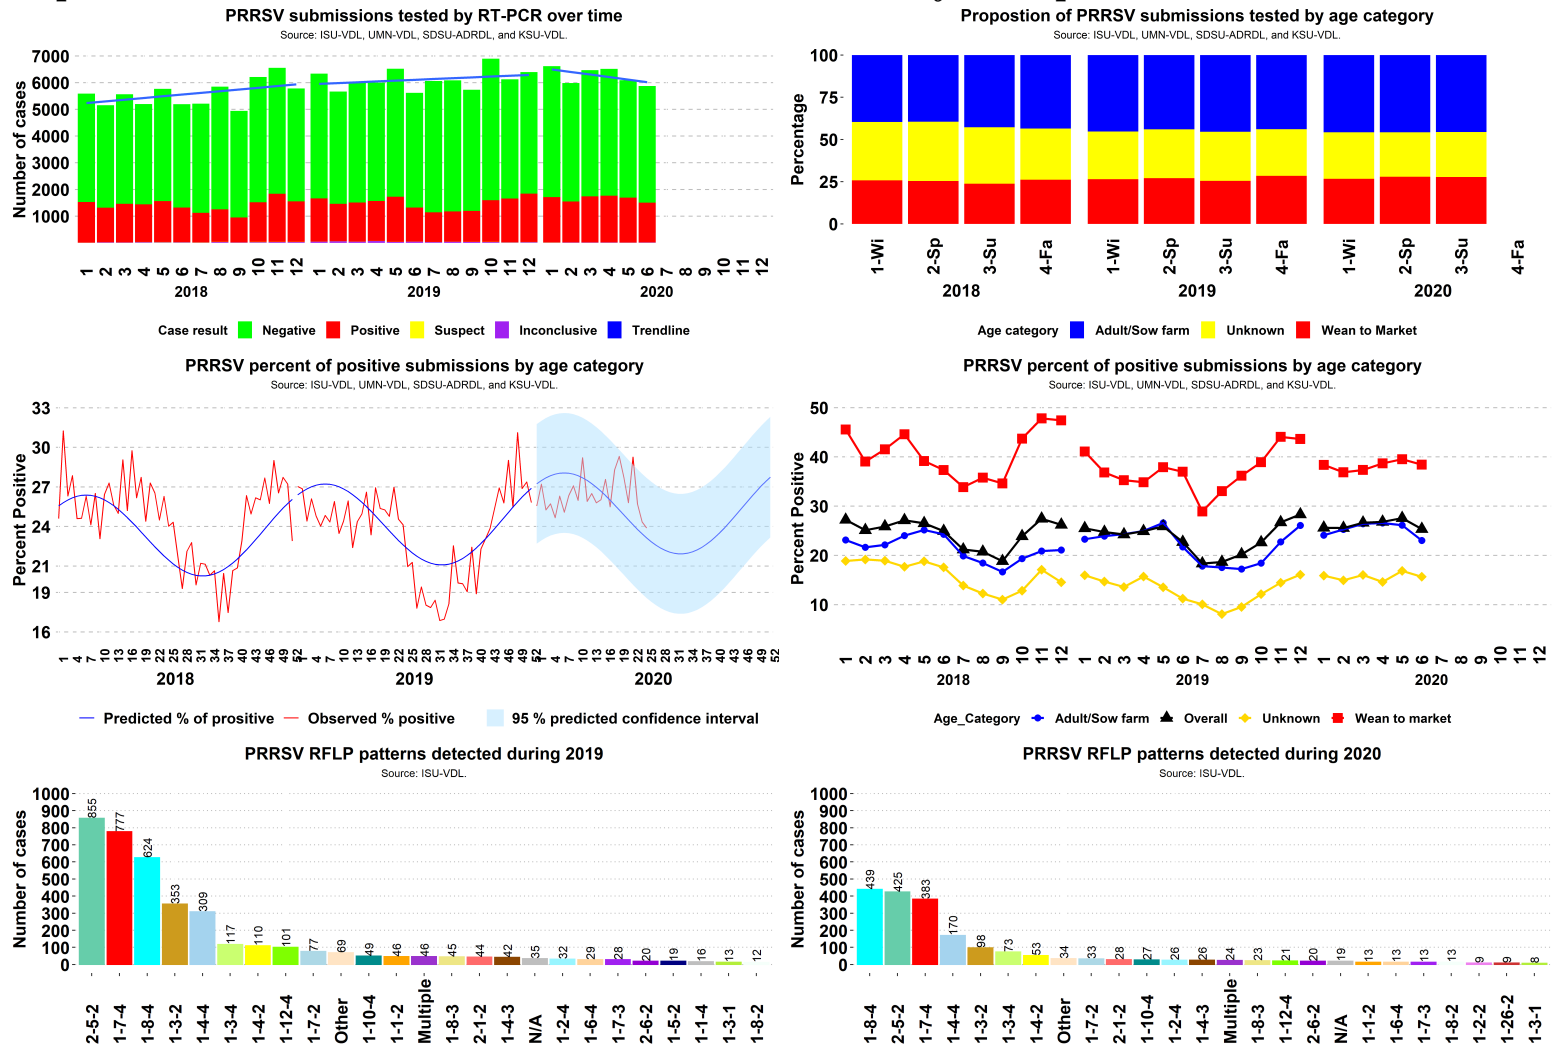 PRRSV submissions tested by RT-PCR over time
Source: ISU-VDL, UMN-VDL, SDSU-ADRDL, and KSU-VDL.
Number of cases
7000
6000
5000
4000
3000
2000
1000
1 2 3 4 5 6 7 8 9 10 11 12 1 2 3 4 5 6 7 8 9 10 11 12 1 2 3 4 5 6 7 8 9 10 11 12
2018 2019 2020
Case result Negative Positive Suspect Inconclusive Trendline
Propostion of PRRSV submissions tested by age category
Source: ISU-VDL, UMN-VDL, SDSU-ADRDL, and KSU-VDL.
Percentage
100
75
50
25
0
1-Wi 2-Sp 3-Su 4-Fa 1-Wi 2-Sp 3-Su 4-Fa 1-Wi 2-Sp 3-Su 4-Fa
2018 2019 2020
Age category Adult/Sow farm Unknown Wean to Market
PRRSV percent of positive submissions by age category
Source: ISU-VDL, UMN-VDL, SDSU-ADRDL, and KSU-VDL.
Percent Positive
33
30
27
24
21
19
16
1 4 7 10 13 16 19 22 25 28 31 34 37 40 43 46 49 52 1 4 7 10 13 16 19 22 25 28 31 34 37 40 43 46 49 52 1 4 7 10 13 16 19 22 25 28 31 34 37 40 43 46 49 52
2018 2019 2020
Predicted % of prositive Observed % positive 95 % predicted confidence interval
PRRSV percent of positive submissions by age category
Source: ISU-VDL, UMN-VDL, SDSU-ADRDL, and KSU-VDL.
Percent Positive
50
40
30
20
10
1 2 3 4 5 6 7 8 9 10 11 12 1 2 3 4 5 6 7 8 9 10 11 12 1 2 3 4 5 6 7 8 9 10 11 12
2018 2019 2020
Age_Category Adult/Sow farm Overall Unknown Wean to market
PRRSV RFLP patterns detected during 2019
Source: ISU-VDL.
Number of cases
1000
900
800
700
600
500
400
300
200
100
0
855 777 624 353 309 117 110 101 77 69 49 46 46 45 44 42 35 32 29 28 20 19 16 13 12
2-5-2 1-7-4 1-8-4 1-3-2 1-4-4 1-3-4 1-4-2 1-12-4 1-7-2 Other 1-10-4 1-1-2 Multiple 1-8-3 2-1-2 1-4-3 N/A 1-2-4 1-6-4 1-7-3 2-6-2 1-5-2 1-1-4 1-3-1 1-8-2
PRRSV RFLP patterns detected during 2020
Source: ISU-VDL.
Number of cases
1000
900
800
700
600
500
400
300
200
100
0
439 425 383 170 98 73 53 34 33 28 27 26 26 24 23 21 20 19 13 13 13 13 9 9 8
1-8-4 2-5-2 1-7-4 1-4-4 1-3-2 1-3-4 1-4-2 Other 1-7-2 2-1-2 1-10-4 1-2-4 1-4-3 Multiple 1-8-3 1-12-4 2-6-2 N/A 1-1-2 1-6-4 1-7-3 1-8-2 1-2-2 1-26-2 1-3-1